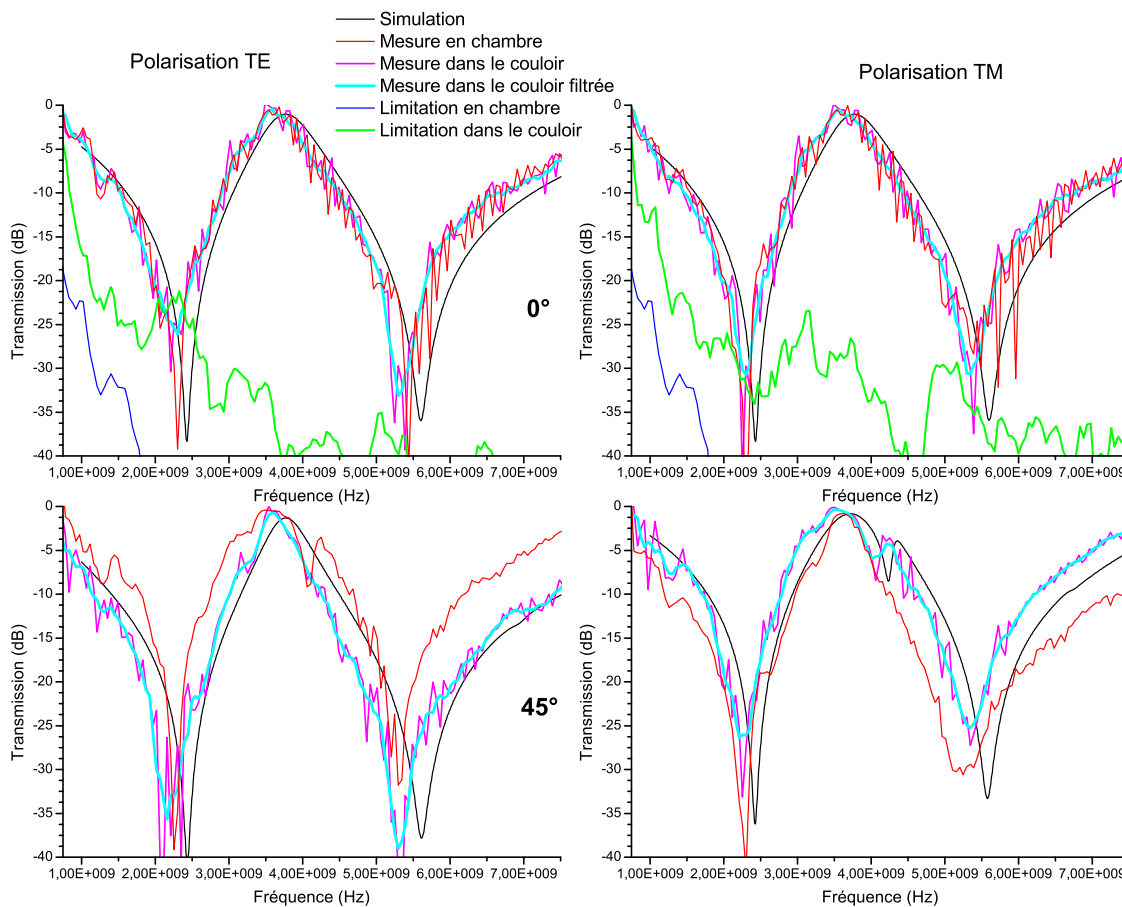 Simulation
Mesure en chambre
Mesure dans le couloir
Mesure dans le couloir filtrée
Limitation en chambre
Limitation dans le couloir
Polarisation TE
Polarisation TM
0
-5
-10
-15
-20
-25
-30
-35
-40
Transmission (dB)
1,00E+009 2,00E+009 3,00E+009 4,00E+009 5,00E+009 6,00E+009 7,00E+009
Fréquence (Hz)
0°
0
-5
-10
-15
-20
-25
-30
-35
-40
Transmission (dB)
1,00E+009 2,00E+009 3,00E+009 4,00E+009 5,00E+009 6,00E+009 7,00E+009
Fréquence (Hz)
0
-5
-10
-15
-20
-25
-30
-35
-40
Transmission (dB)
1,00E+009 2,00E+009 3,00E+009 4,00E+009 5,00E+009 6,00E+009 7,00E+009
Fréquence (Hz)
45°
0
-5
-10
-15
-20
-25
-30
-35
-40
Transmission (dB)
1,00E+009 2,00E+009 3,00E+009 4,00E+009 5,00E+009 6,00E+009 7,00E+009
Fréquence (Hz)